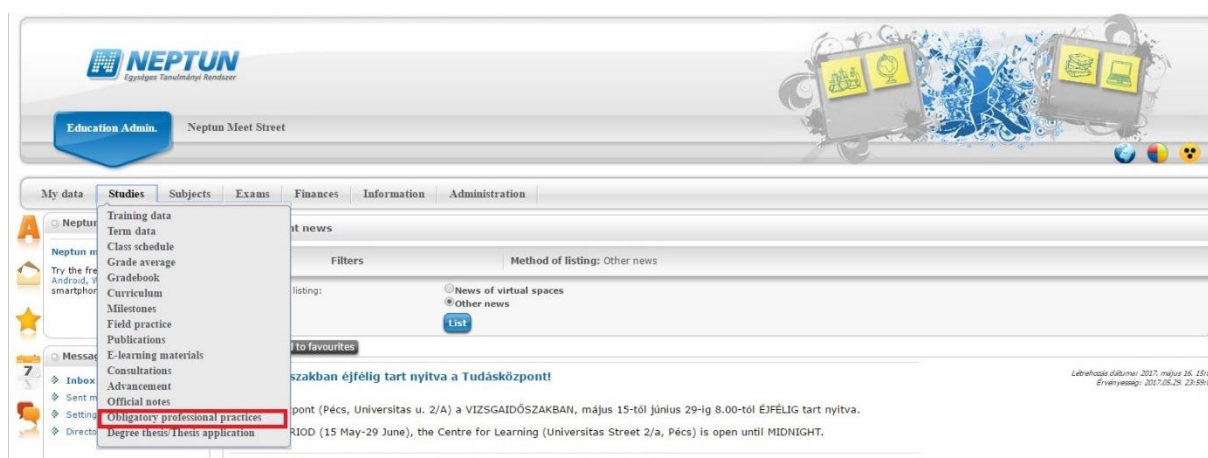 NEPTUN
Egységes Tanulmányi Rendszer
Education Admin. Neptun Meet Street
My data Studies Subjects Exams Finances Information Administration
Training data
Term data
Class schedule
Grade average
Gradebook
Curriculum
Milestones
Field practice
Publications
E-learning materials
Consultations
Advancement
Official notes
Obligatory professional practices
Degree thesis/Thesis application
Neptun
Neptun m
Try the fre
Android, W
smartphon
Messag
7
Inbox
Sent m
Setting
Directo
nt news
Filters Method of listing: Other news
listing: News of virtual spaces
Other news
List
l to favourites
szakban éjfélig tart nyitva a Tudásközpont!
Létrehozás dátuma: 2017. május 16. 15:
Érvényesség: 2017.05.29. 23:59:
pont (Pécs, Universitas u. 2/A) a VIZSGAIDŐSZAKBAN, május 15-től június 29-ig 8.00-tól ÉJFÉLIG tart nyitva.
RIOD (15 May-29 June), the Centre for Learning (Universitas Street 2/a, Pécs) is open until MIDNIGHT.